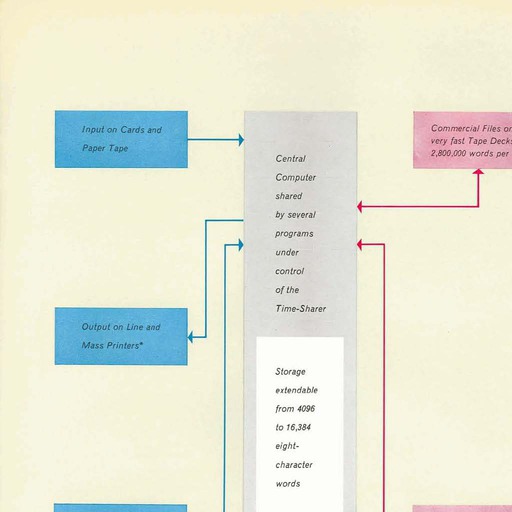 Input on Cards and
Paper Tape
Central
Computer
shared
by several
programs
under
control
of the
Time-Sharer
Commercial Files on
very fast Tape Decks
2,800,000 words per
Output on Line and
Mass Printers*
Storage
extendable
from 4096
to 16,384
eight-
character
words